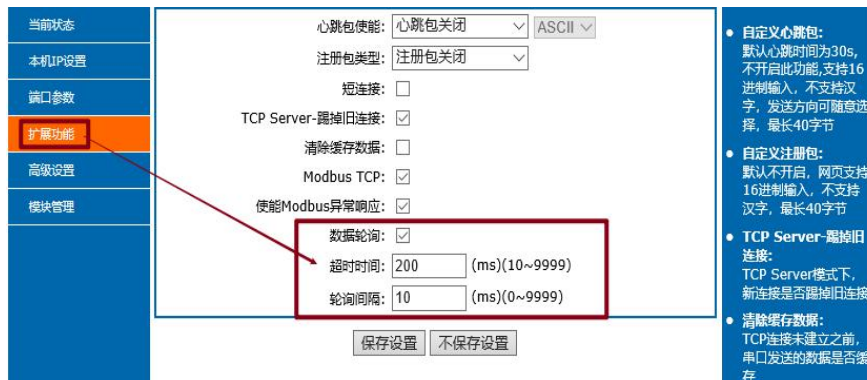 当前状态
本机IP设置
端口参数
扩展功能
高级设置
模块管理
心跳包使能: 心跳包关闭 ASCII
注册包类型: 注册包关闭
短连接:
TCP Server-踢掉旧连接:
清除缓存数据:
Modbus TCP:
使能Modbus异常响应:
数据轮询:
超时时间: 200 (ms)(10~9999)
轮询间隔: 10 (ms)(0~9999)
保存设置 不保存设置
自定义心跳包:
默认心跳时间为30s,
不开启此功能,支持16
进制输入，不支持汉
字，发送方向可随意选
择，最长40字节
自定义注册包:
默认不开启，网页支持
16进制输入，不支持
汉字，最长40字节
TCP Server-踢掉旧
连接:
TCP Server模式下，
新连接是否踢掉旧连接
清除缓存数据:
TCP连接未建立之前，
串口发送的数据是否缓
存